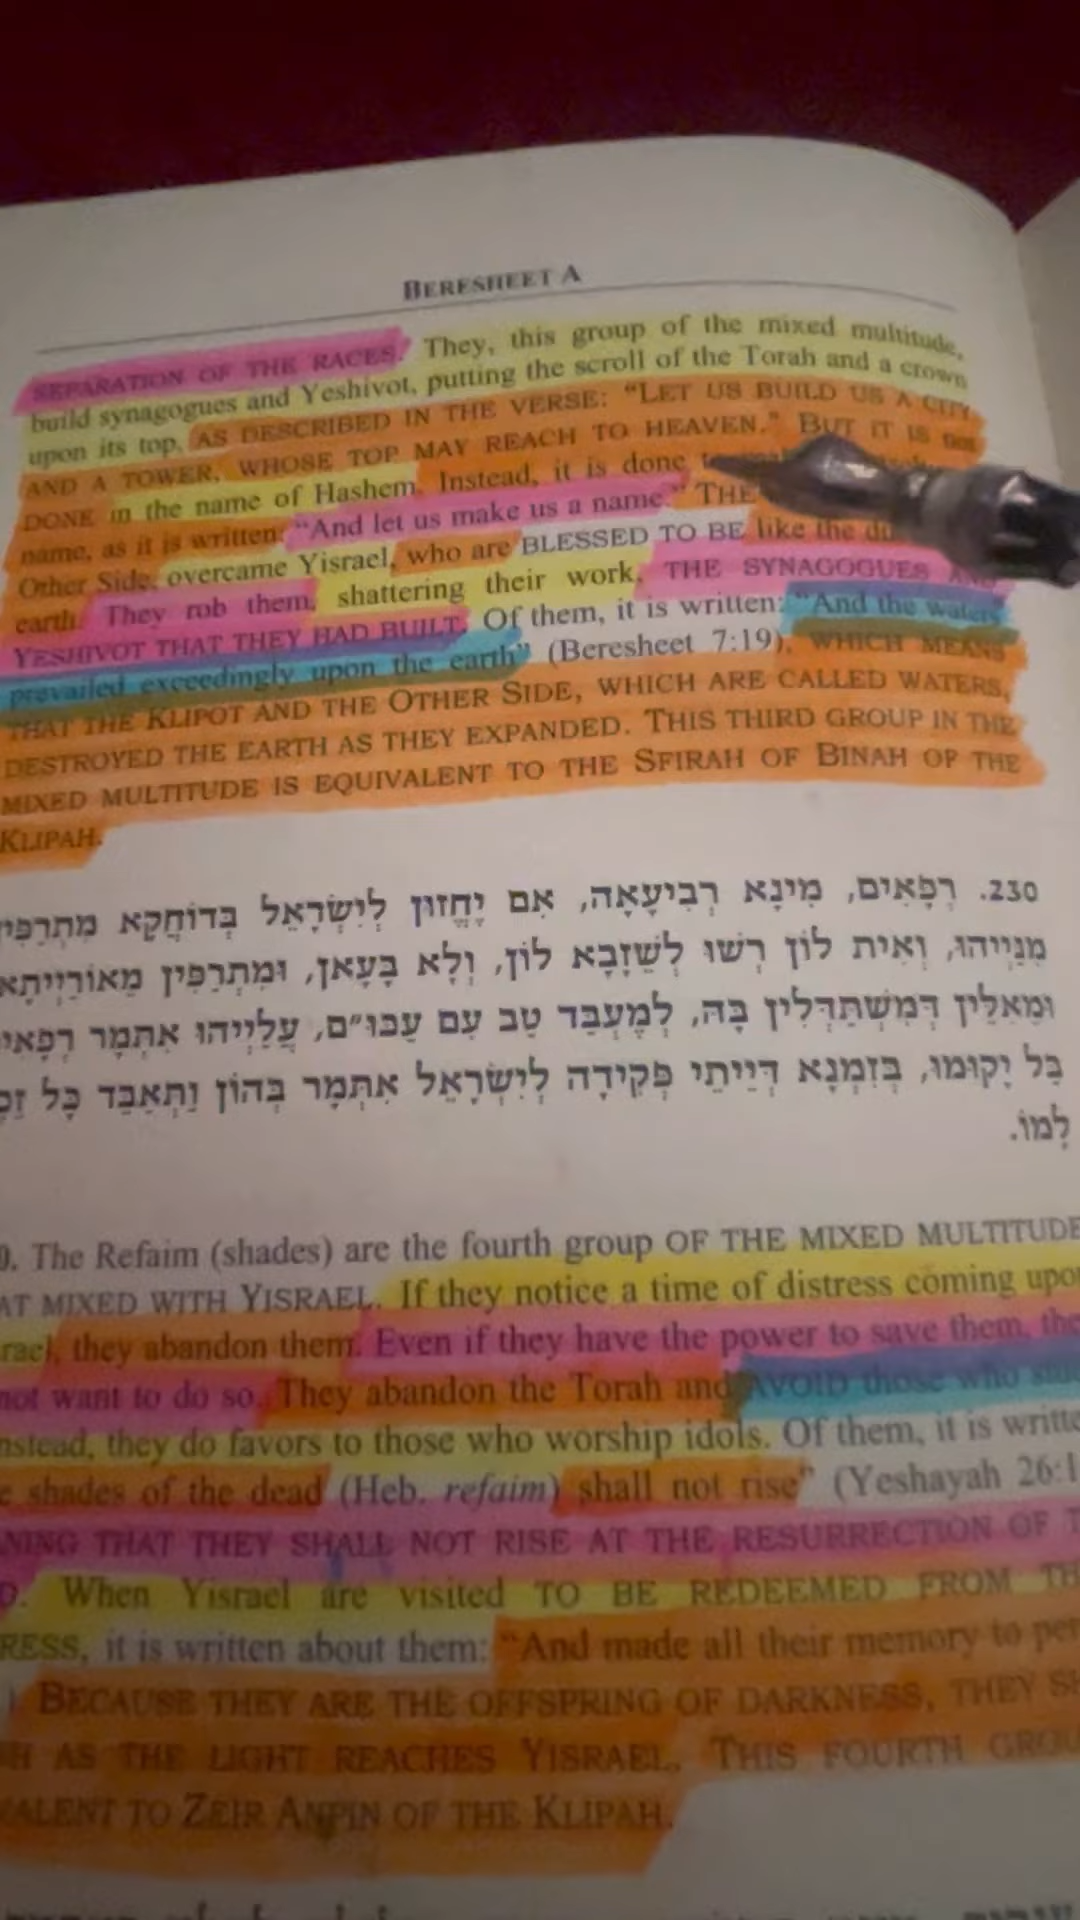 BERESHEET A
SEPARATION OF THE RACES. They, this group of the mixed multitude,
build synagogues and Yeshivot, putting the scroll of the Torah and a crown
upon its top, AS DESCRIBED IN THE VERSE: "LET US BUILD US A CITY
AND A TOWER, WHOSE TOP MAY REACH TO HEAVEN." BUT IT IS not
DONE in the name of Hashem. Instead, it is done
name, as it is written: "And let us make us a name." THE
Other Side, overcame Yisrael, who are BLESSED TO BE like the
earth. They rob them, shattering their work, THE SYNAGOGUES AND
YESHIVOT THAT THEY HAD BUILT. Of them, it is written: "And the waters
prevailed exceedingly upon the earth" (Beresheet 7:19), WHICH MEANS
THAT THE KLIPOT AND THE OTHER SIDE, WHICH ARE CALLED WATERS,
DESTROYED THE EARTH AS THEY EXPANDED. THIS THIRD GROUP IN THE
MIXED MULTITUDE IS EQUIVALENT TO THE SFIRAH OF BINAH OF THE
KLIPAH.
230. רְפָאִים, מִינָא רְבִיעָאָה, אִם יֶחֱזוּן לְיִשְׂרָאֵל בְּדוֹחֲקָא מִתְרַפִּי
מִנַּיְיהוּ, וְאִית לוֹן רְשׁוּ לְשֵׁזָבָא לוֹן, וְלָא בָּעָאן, וּמִתְרַפִּין מֵאוֹרַיְיתָא
וּמֵאִלֵּין דְּמִשְׁתַּדְּלִין בָּהּ, לְמֶעְבַּד טַב עִם עַכּוּ״ם, עֲלַיְיהוּ אִתְּמַר רְפָאִי
בַּל יָקוּמוּ, בְּזִמְנָא דְּיֵיתֵי פְּקִידָה לְיִשְׂרָאֵל אִתְּמַר בְּהוֹן וַתְּאַבֵּד כָּל
לָמוֹ.
0. The Refaim (shades) are the fourth group OF THE MIXED MULTITUDE
AT MIXED WITH YISRAEL. If they notice a time of distress coming upon
rael, they abandon them. Even if they have the power to save them, they
not want to do so. They abandon the Torah and AVOID those who
nstead, they do favors to those who worship idols. Of them, it is writte
e shades of the dead (Heb. refaim) shall not rise" (Yeshayah 26:1
NING THAT THEY SHALL NOT RISE AT THE RESURRECTION OF T
D. When Yisrael are visited TO BE REDEEMED FROM TH
RESS, it is written about them: "And made all their memory to per
). BECAUSE THEY ARE THE OFFSPRING OF DARKNESS, THEY SH
H AS THE LIGHT REACHES YISRAEL. THIS FOURTH GROU
VALENT TO ZEIR ANPIN OF THE KLIPAH.